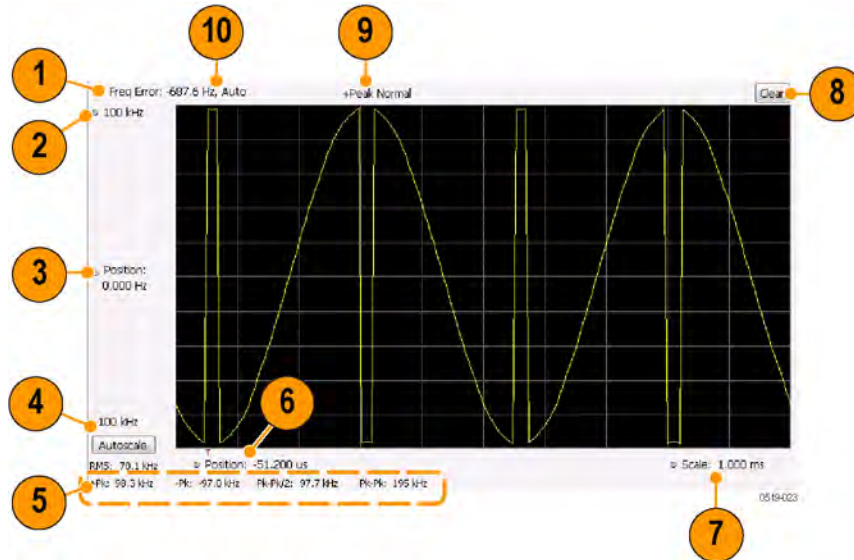 10
9
1
Freq Error: -687.6 Hz, Auto
+Peak Normal
Clear
8
2
100 kHz
3
Position:
0.000 Hz
4
100 kHz
6
Autoscale
Position: -51.200 us
Scale: 1.000 ms
RMS: 70.1 kHz
5
+Pk: 98.3 kHz
-Pk: -97.0 kHz
Pk-Pk/2: 97.7 kHz
Pk-Pk: 195 kHz
0519-023
7